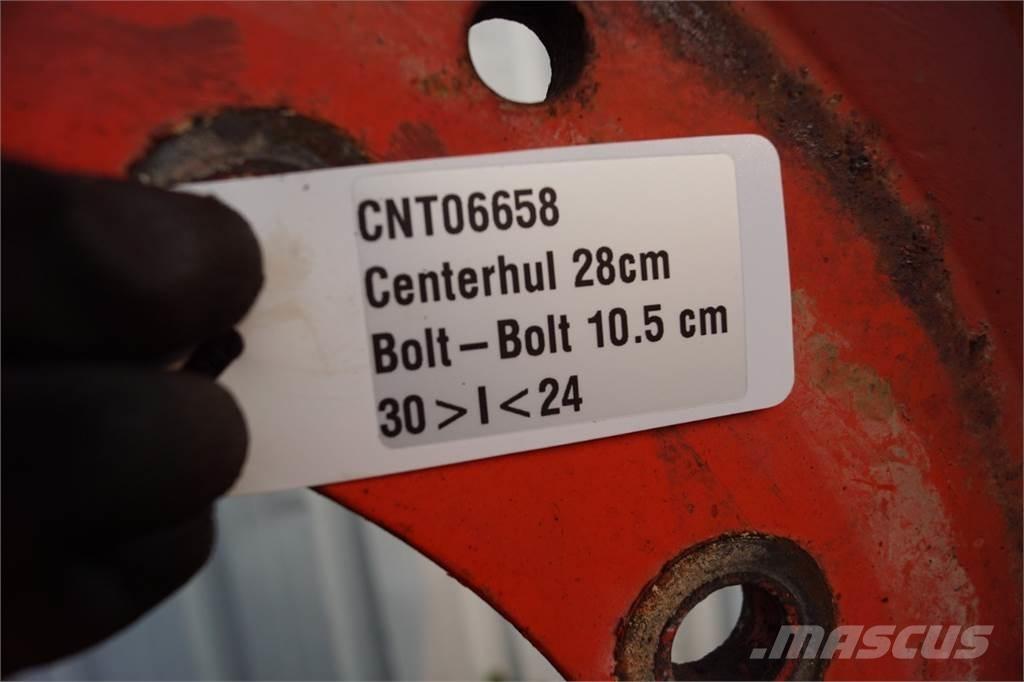 CNT06658
Centerhul 28cm
Bolt – Bolt 10.5 cm
30 > I < 24
.MASCUS